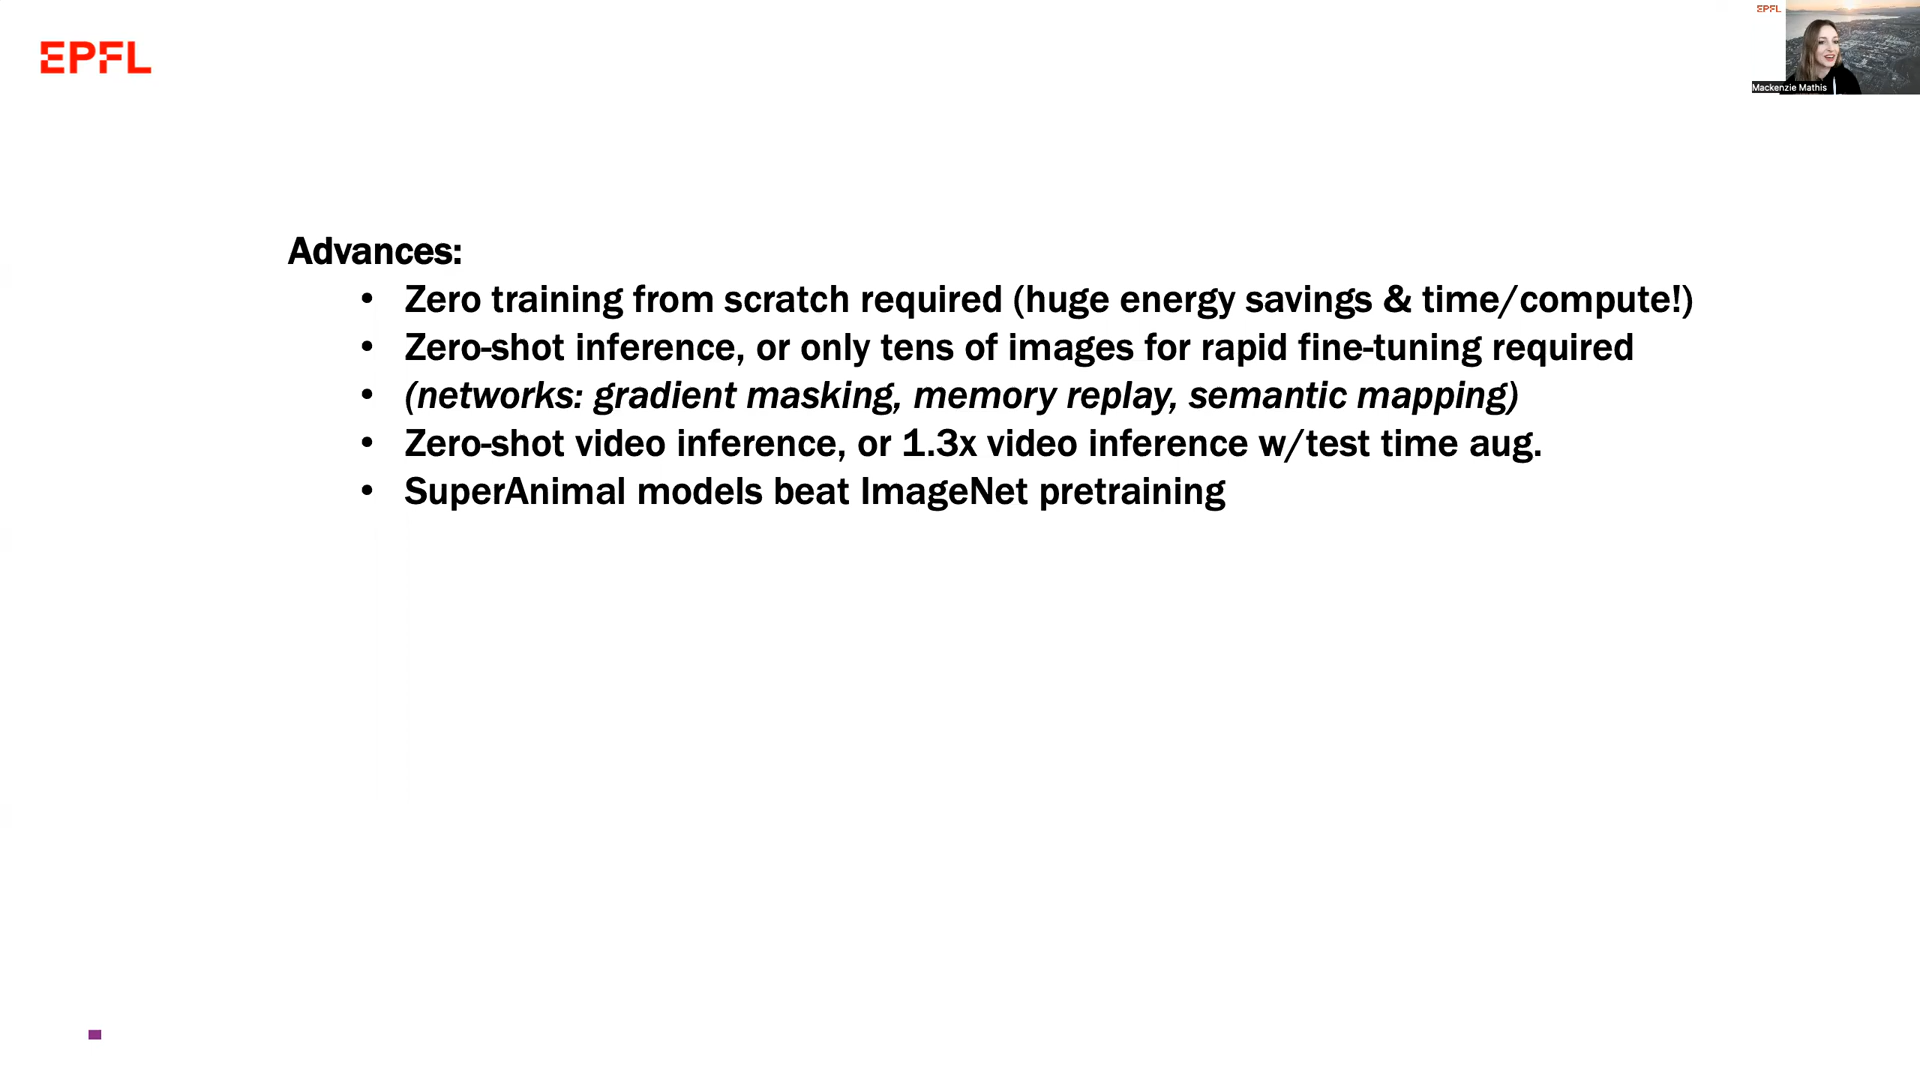 EPFL
EPFL
Mackenzie Mathis
Advances:
• Zero training from scratch required (huge energy savings & time/compute!)
• Zero-shot inference, or only tens of images for rapid fine-tuning required
• (networks: gradient masking, memory replay, semantic mapping)
• Zero-shot video inference, or 1.3x video inference w/test time aug.
• SuperAnimal models beat ImageNet pretraining